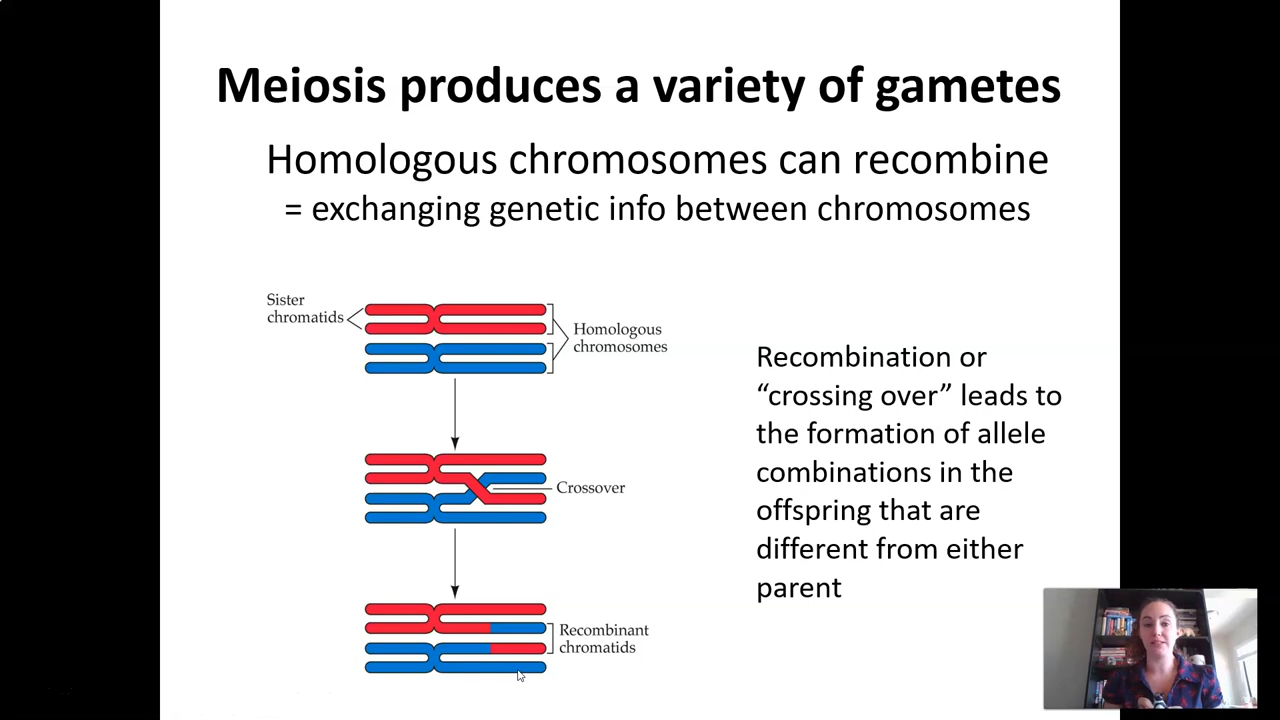 Meiosis produces a variety of gametes
Homologous chromosomes can recombine
= exchanging genetic info between chromosomes
Sister
chromatids
Homologous
chromosomes
Crossover
Recombinant
chromatids
Recombination or
“crossing over” leads to
the formation of allele
combinations in the
offspring that are
different from either
parent